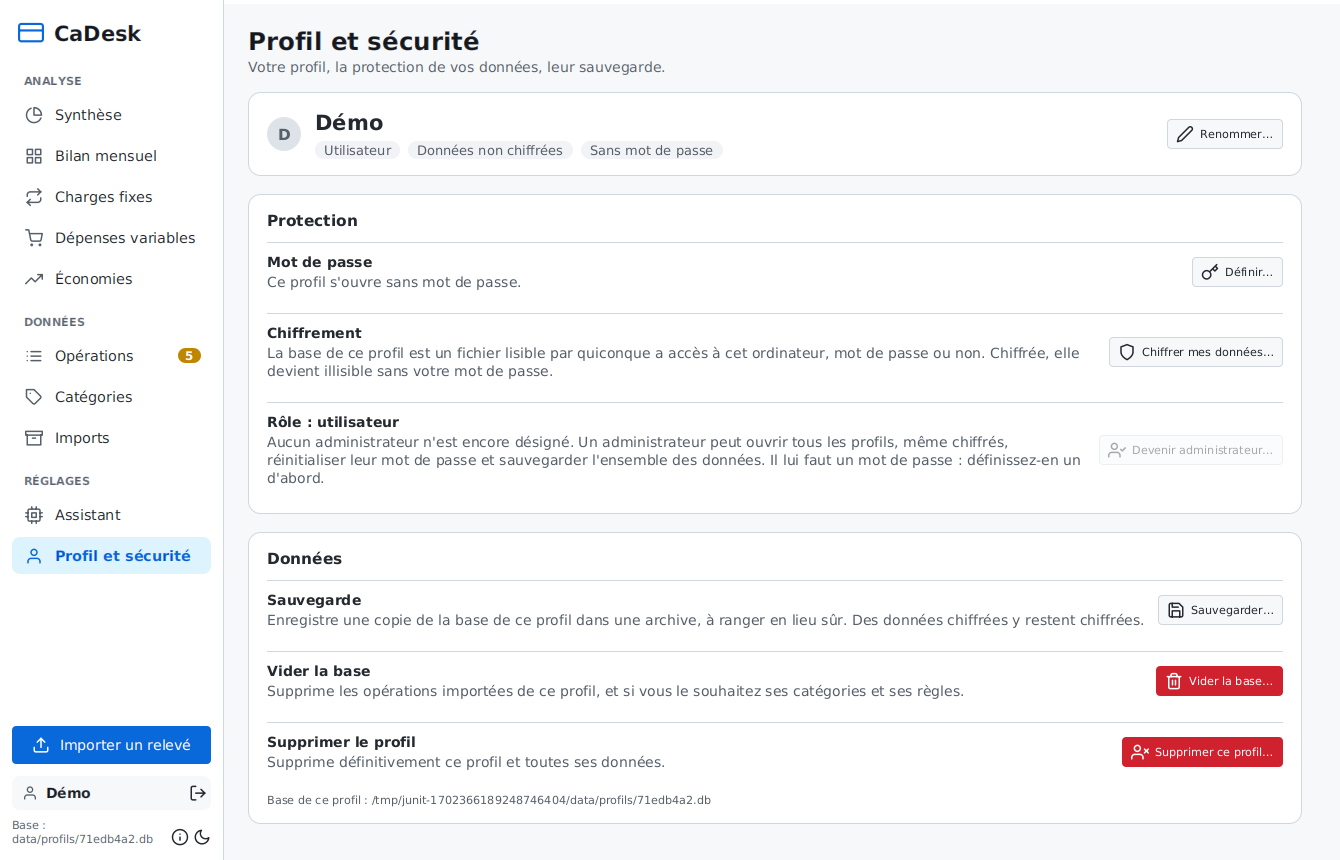 CaDesk
ANALYSE
Synthèse
Bilan mensuel
Charges fixes
Dépenses variables
Économies
DONNÉES
Opérations 5
Catégories
Imports
RÉGLAGES
Assistant
Profil et sécurité
Importer un relevé
Démo
Base :
data/profils/71edb4a2.db
Profil et sécurité
Votre profil, la protection de vos données, leur sauvegarde.
D
Démo
Utilisateur Données non chiffrées Sans mot de passe
Renommer...
Protection
Mot de passe
Ce profil s'ouvre sans mot de passe.
Définir...
Chiffrement
La base de ce profil est un fichier lisible par quiconque a accès à cet ordinateur, mot de passe ou non. Chiffrée, elle
devient illisible sans votre mot de passe.
Chiffrer mes données...
Rôle : utilisateur
Aucun administrateur n'est encore désigné. Un administrateur peut ouvrir tous les profils, même chiffrés,
réinitialiser leur mot de passe et sauvegarder l'ensemble des données. Il lui faut un mot de passe : définissez-en un
d'abord.
Devenir administrateur...
Données
Sauvegarde
Enregistre une copie de la base de ce profil dans une archive, à ranger en lieu sûr. Des données chiffrées y restent chiffrées.
Sauvegarder...
Vider la base
Supprime les opérations importées de ce profil, et si vous le souhaitez ses catégories et ses règles.
Vider la base...
Supprimer le profil
Supprime définitivement ce profil et toutes ses données.
Supprimer ce profil...
Base de ce profil : /tmp/junit-1702366189248746404/data/profils/71edb4a2.db